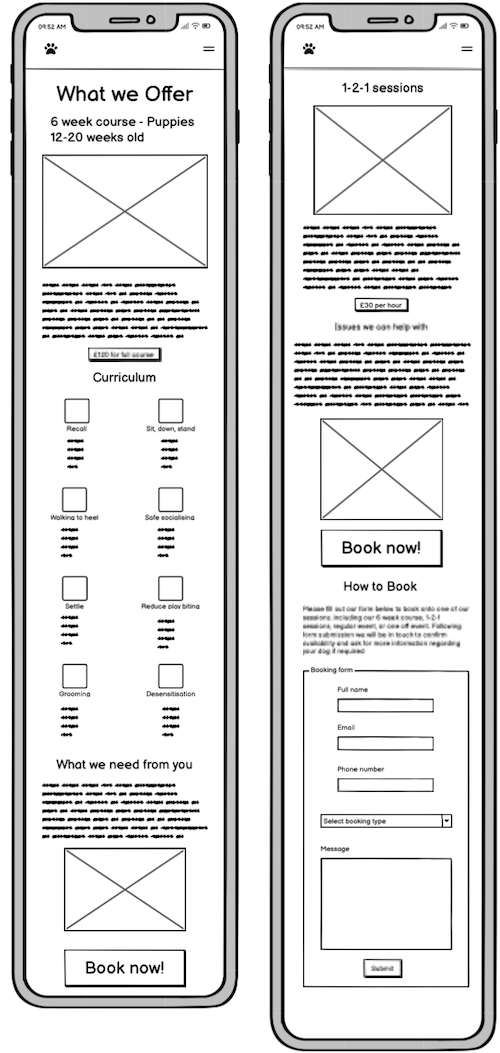 09:52 AM
What we Offer
6 week course - Puppies
12-20 weeks old
£120 for full course
Curriculum
Recall
Sit, down, stand
Walking to heel
Safe socialising
Settle
Reduce play biting
Grooming
Desensitisation
What we need from you
Book now!
09:52 AM
1-2-1 sessions
£30 per hour
Issues we can help with
Book now!
How to Book
Please fill out our form below to book onto one of our
sessions, including our 6 week course, 1-2-1
sessions, regular event, or one off event. Following
form submission we will be in touch to confirm
availability and ask for more information regarding
your dog if required
Booking form
Full name
Email
Phone number
Select booking type
Message
Submit